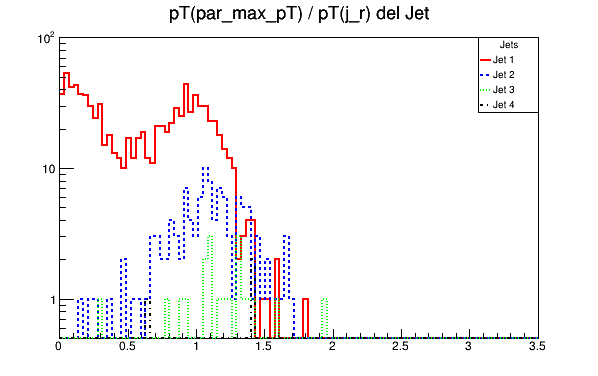 pT(par_max_pT) / pT(j_r) del Jet
10²
Jets
Jet 1
Jet 2
Jet 3
Jet 4
10
1
0 0.5 1 1.5 2 2.5 3 3.5